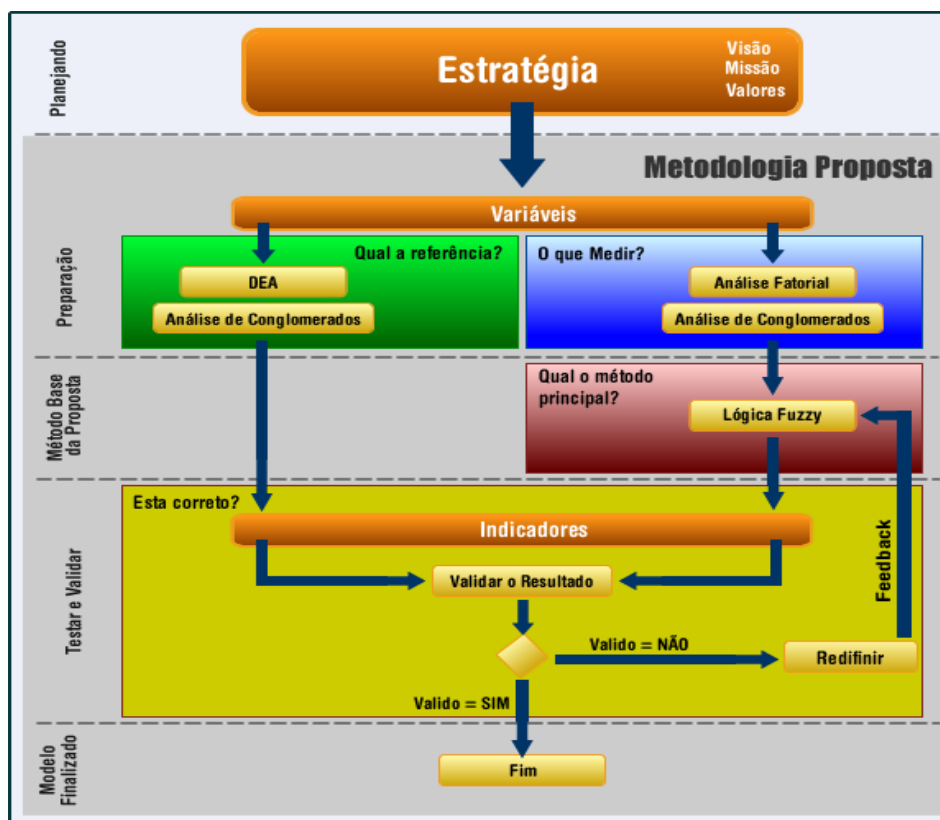 Planejando
Estratégia
Visão
Missão
Valores
Metodologia Proposta
Variáveis
Preparação
Qual a referência?
DEA
Análise de Conglomerados
O que Medir?
Análise Fatorial
Análise de Conglomerados
Método Base
da Proposta
Qual o método
principal?
Lógica Fuzzy
Testar e Validar
Esta correto?
Indicadores
Validar o Resultado
Valido = NÃO
Redifinir
Feedback
Valido = SIM
Modelo
Finalizado
Fim